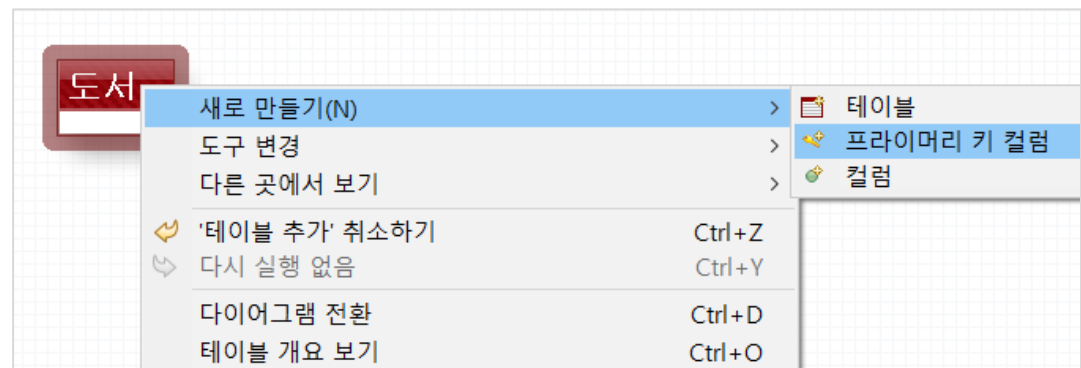 도서
새로 만들기(N)
테이블
도구 변경
프라이머리 키 컬럼
다른 곳에서 보기
컬럼
'테이블 추가' 취소하기 Ctrl+Z
다시 실행 없음 Ctrl+Y
다이어그램 전환 Ctrl+D
테이블 개요 보기 Ctrl+O